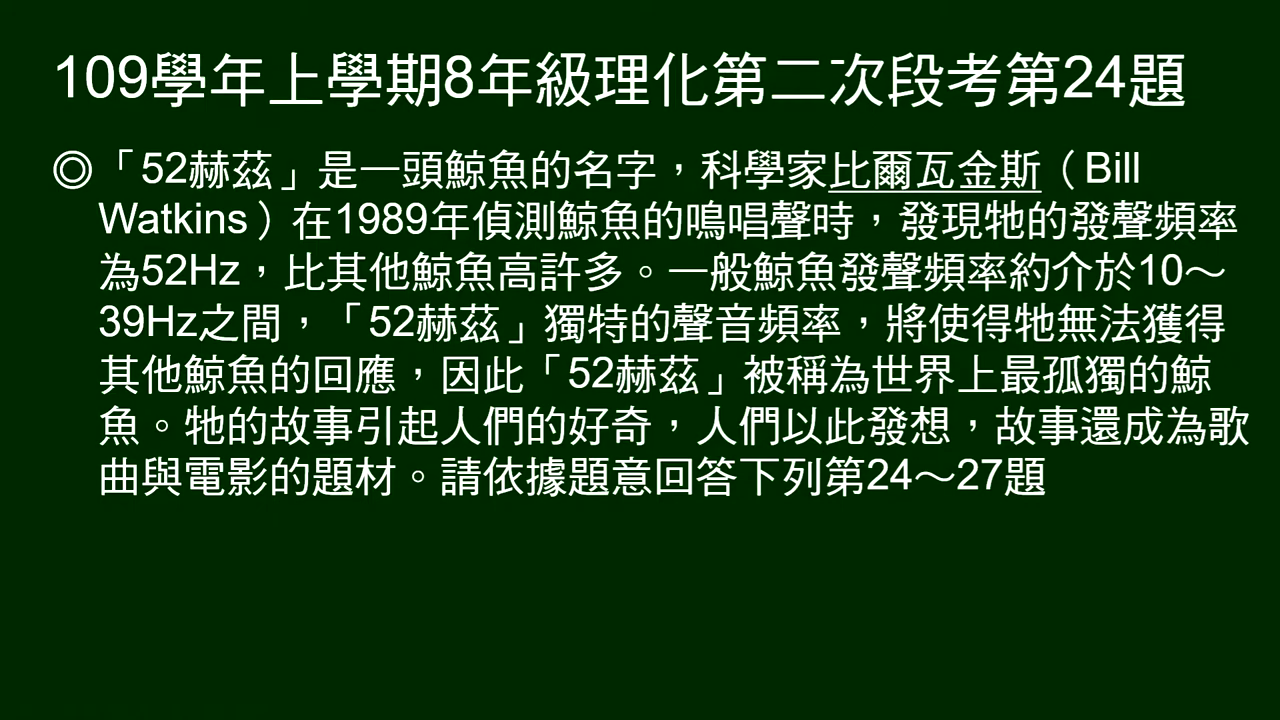 109學年上學期8年級理化第二次段考第24題
◎「52赫茲」是一頭鯨魚的名字，科學家比爾瓦金斯（Bill
Watkins）在1989年偵測鯨魚的鳴唱聲時，發現牠的發聲頻率
為52Hz，比其他鯨魚高許多。一般鯨魚發聲頻率約介於10～
39Hz之間，「52赫茲」獨特的聲音頻率，將使得牠無法獲得
其他鯨魚的回應，因此「52赫茲」被稱為世界上最孤獨的鯨
魚。牠的故事引起人們的好奇，人們以此發想，故事還成為歌
曲與電影的題材。請依據題意回答下列第24～27題